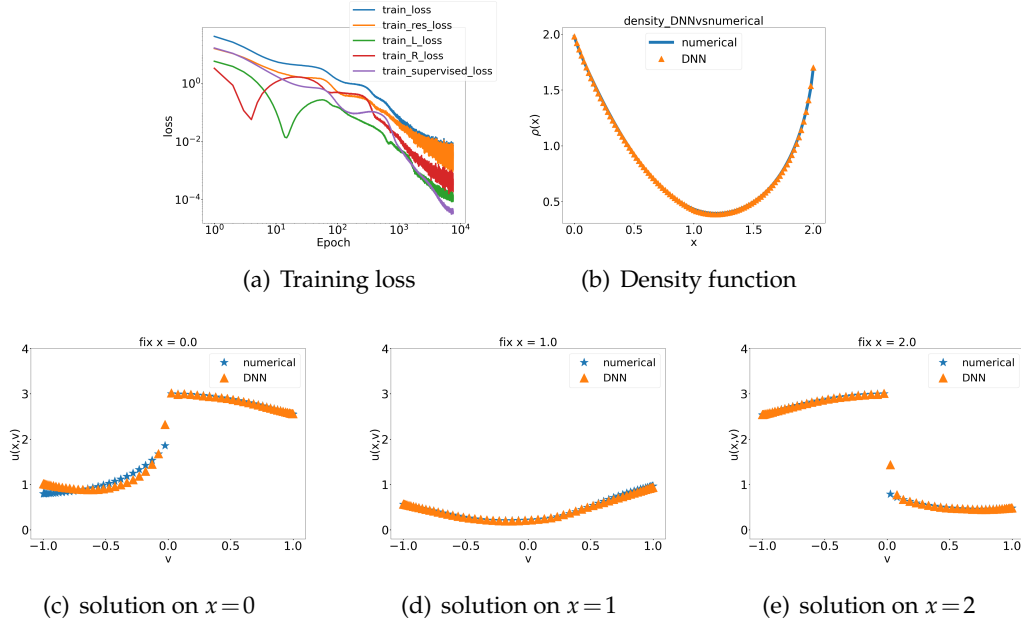 train_loss
train_res_loss
train_L_loss
train_R_loss
train_supervised_loss
10^0
10^-2
10^-4
loss
10^0 10^1 10^2 10^3 10^4
Epoch
(a) Training loss
density_DNNvsnumerical
numerical
DNN
2.0
1.5
1.0
0.5
ρ(x)
0.0 0.5 1.0 1.5 2.0
x
(b) Density function
fix x = 0.0
numerical
DNN
4
3
2
1
0
u(x,v)
−1.0 −0.5 0.0 0.5 1.0
v
(c) solution on x=0
fix x = 1.0
numerical
DNN
4
3
2
1
0
u(x,v)
−1.0 −0.5 0.0 0.5 1.0
v
(d) solution on x=1
fix x = 2.0
numerical
DNN
4
3
2
1
0
u(x,v)
−1.0 −0.5 0.0 0.5 1.0
v
(e) solution on x=2